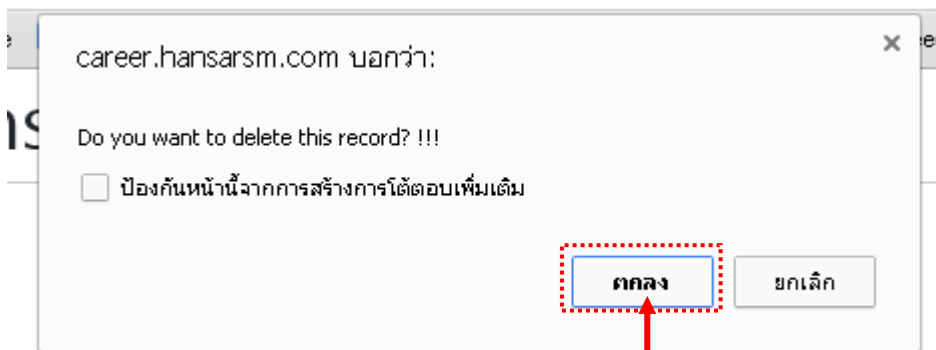 career.hansarsm.com บอกว่า:
Do you want to delete this record? !!!
ป้องกันหน้านี้จากการสร้างการโต้ตอบเพิ่มเติม
ตกลง
ยกเลิก